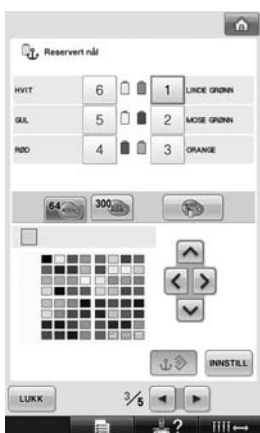 Reservert nål
HVIT 6 1 LINDE GRØNN
GUL 5 2 MOSE GRØNN
RØD 4 3 ORANGE
64 300
INNSTILL
LUKK 3/5
?